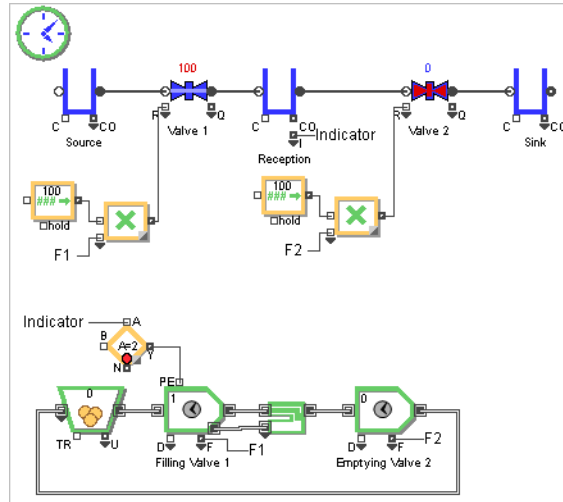 100 0
R Q R Q
C CO C CO C CO
Source Valve 1 I Indicator Valve 2 Sink
Reception
100
###
hold
F1
100
###
hold
F2
Indicator A
B A=2 Y
N PE
0 1 0
TR U D F F1 D F F2
Filling Valve 1 Emptying Valve 2